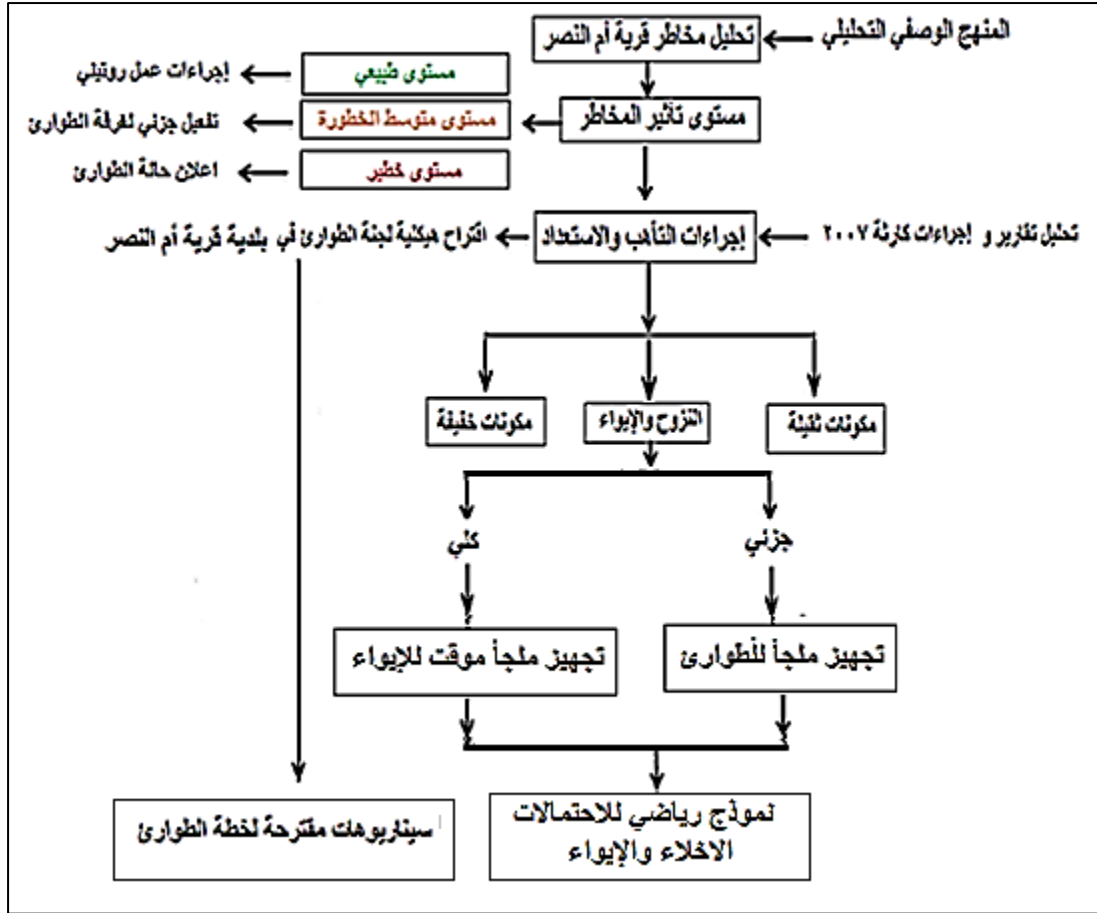 المنهج الوصفي التحليلي
تحليل مخاطر قرية أم النصر
مستوى طبيعي
إجراءات عمل روتيني
مستوى تأثير المخاطر
مستوى متوسط الخطورة
تفعيل جزئي لغرفة الطوارئ
مستوى خطير
اعلان حالة الطوارئ
تحليل تقارير و إجراءات كارثة ٢٠٠٧
إجراءات التأهب والاستعداد
اقتراح هيكلية لجنة الطوارئ في بلدية قرية أم النصر
مكونات ثقيلة
النزوح والإيواء
مكونات خفيفة
جزئي
كلي
تجهيز ملجأ للطوارئ
تجهيز ملجأ موقت للإيواء
نموذج رياضي للاحتمالات
الاخلاء والإيواء
سيناريوهات مقترحة لخطة الطوارئ